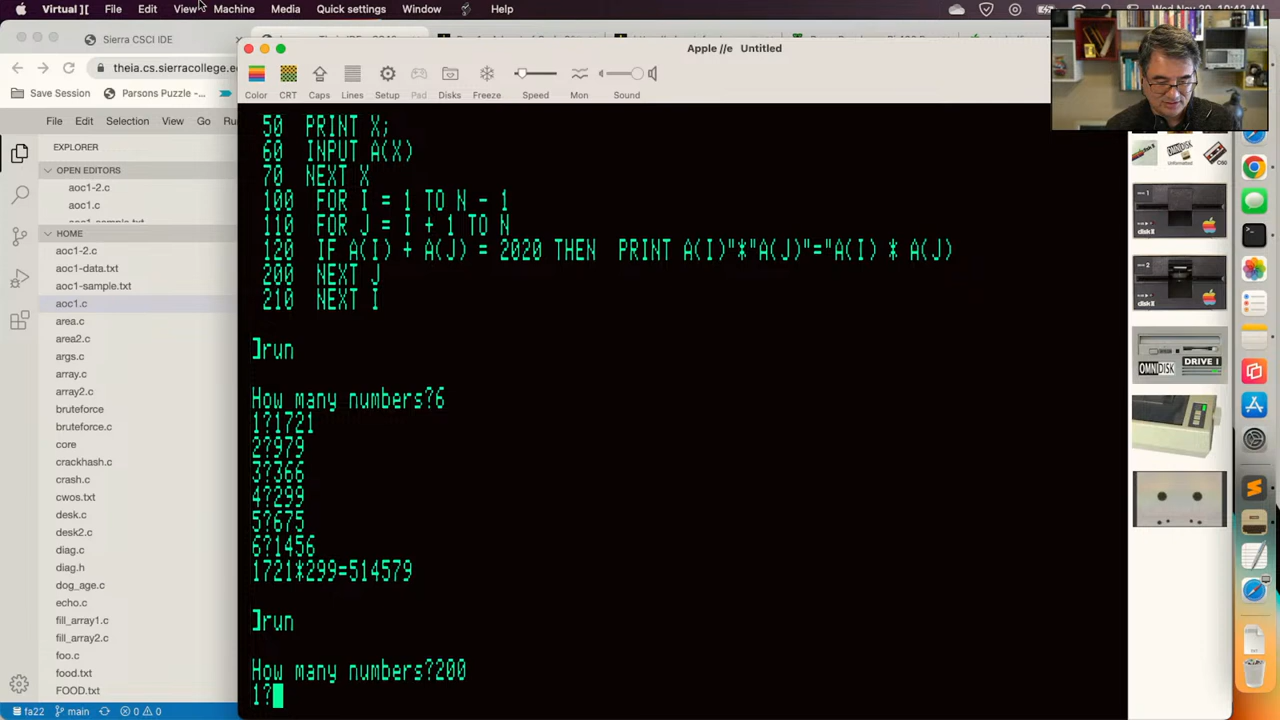 Virtual ][ File Edit View Machine Media Quick settings Window Help
Sierra CSCI IDE
theia.cs.sierracollege.e
Save Session Parsons Puzzle -...
File Edit Selection View Go Ru
EXPLORER
OPEN EDITORS
aoc1-2.c
aoc1.c
HOME
aoc1-2.c
aoc1-data.txt
aoc1-sample.txt
aoc1.c
area.c
area2.c
args.c
array.c
array2.c
bruteforce
bruteforce.c
core
crackhash.c
crash.c
cwos.txt
desk.c
desk2.c
diag.c
diag.h
dog_age.c
echo.c
fill_array1.c
fill_array2.c
foo.c
food.txt
FOOD.txt
fa22 main 0 0
Apple //e Untitled
Color CRT Caps Lines Setup Pad Disks Freeze Speed Mon Sound
50 PRINT X;
60 INPUT A(X)
70 NEXT X
100 FOR I = 1 TO N - 1
110 FOR J = I + 1 TO N
120 IF A(I) + A(J) = 2020 THEN PRINT A(I)"*"A(J)"="A(I) * A(J)
200 NEXT J
210 NEXT I
]run
How many numbers?6
1?1721
2?979
3?366
4?299
5?675
6?1456
1721*299=514579
]run
How many numbers?200
1?
OMNIDISK DRIVE 1